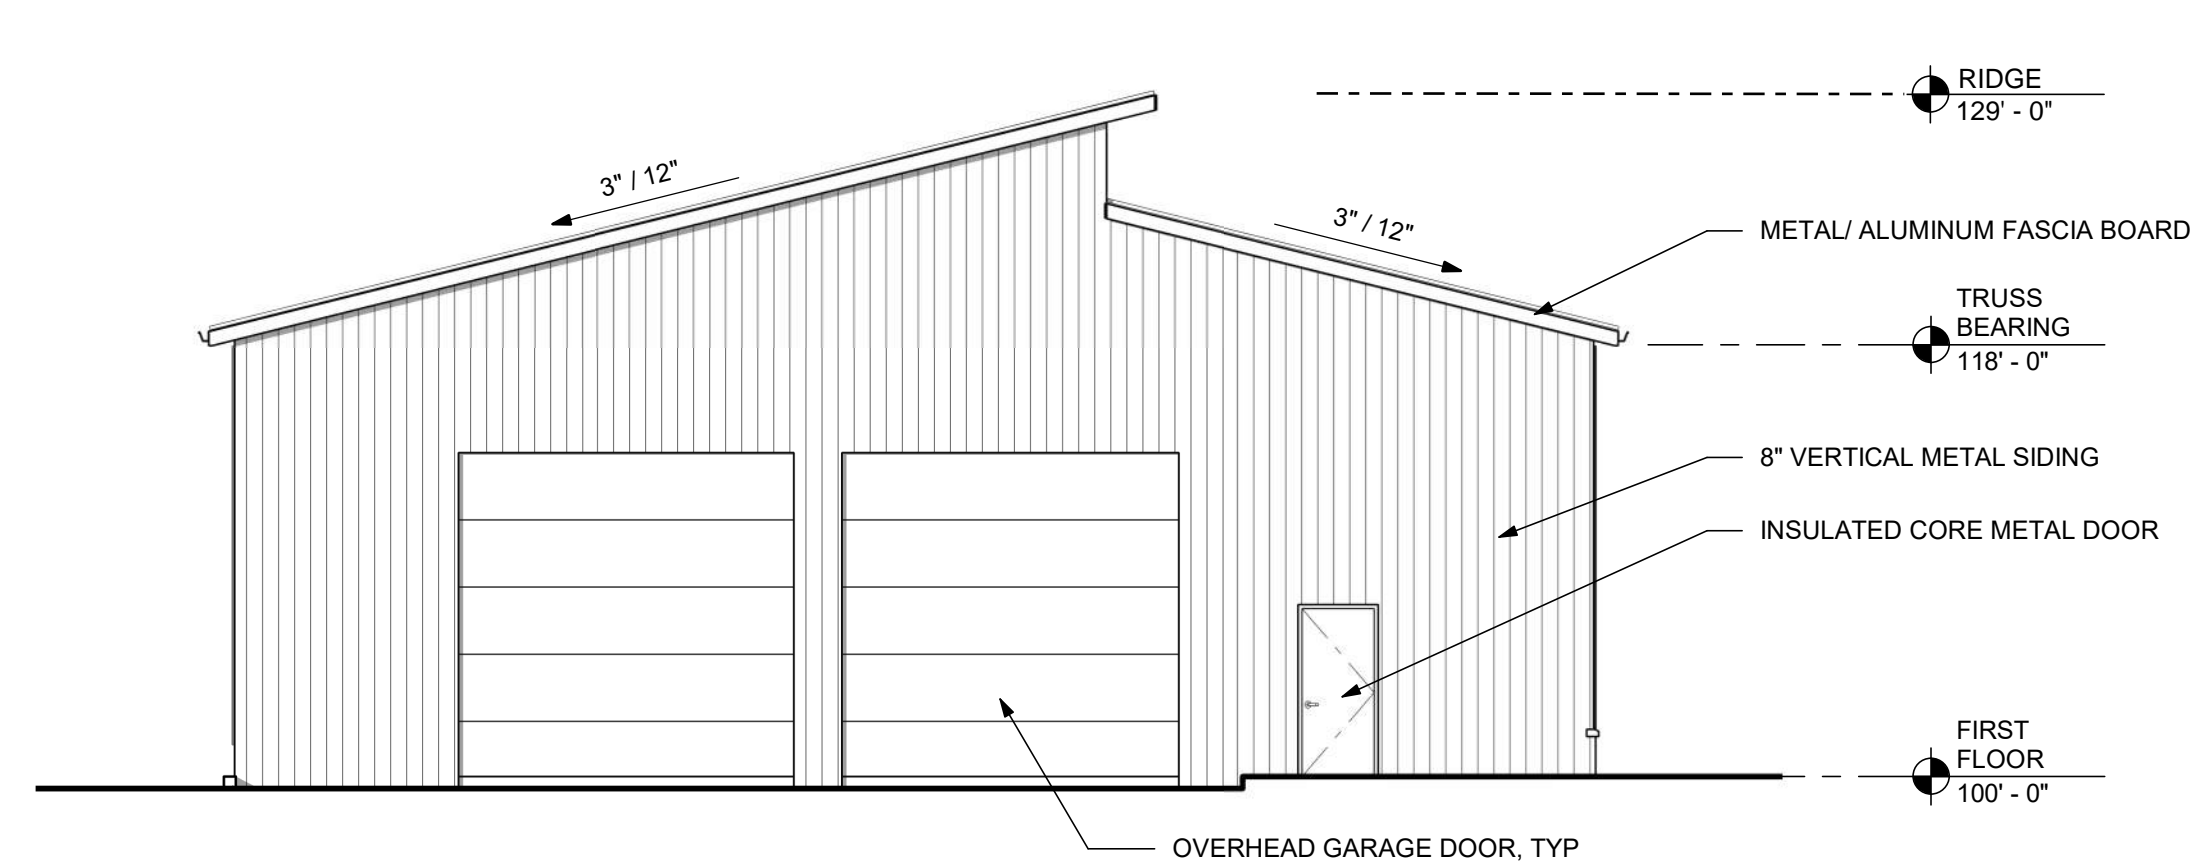 RIDGE
129' - 0"
3" / 12"
3" / 12"
METAL/ ALUMINUM FASCIA BOARD
TRUSS
BEARING
118' - 0"
8" VERTICAL METAL SIDING
INSULATED CORE METAL DOOR
FIRST
FLOOR
100' - 0"
OVERHEAD GARAGE DOOR, TYP